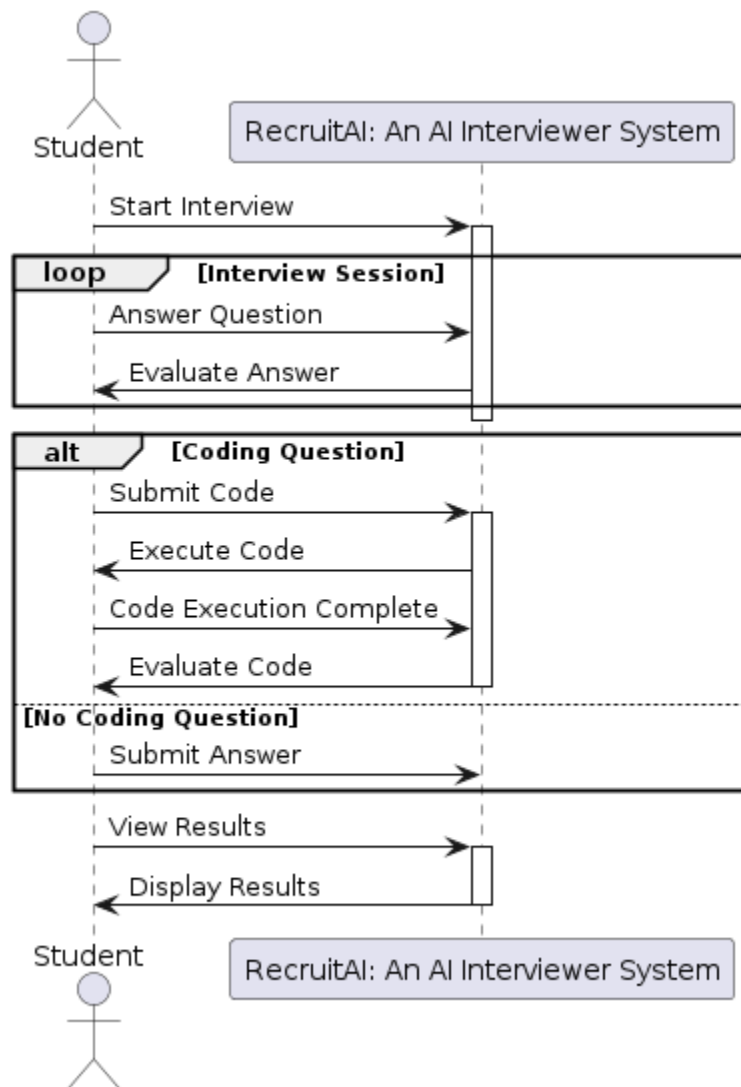 Student
RecruitAI: An AI Interviewer System
Start Interview
loop [Interview Session]
Answer Question
Evaluate Answer
alt [Coding Question]
Submit Code
Execute Code
Code Execution Complete
Evaluate Code
[No Coding Question]
Submit Answer
View Results
Display Results
Student
RecruitAI: An AI Interviewer System